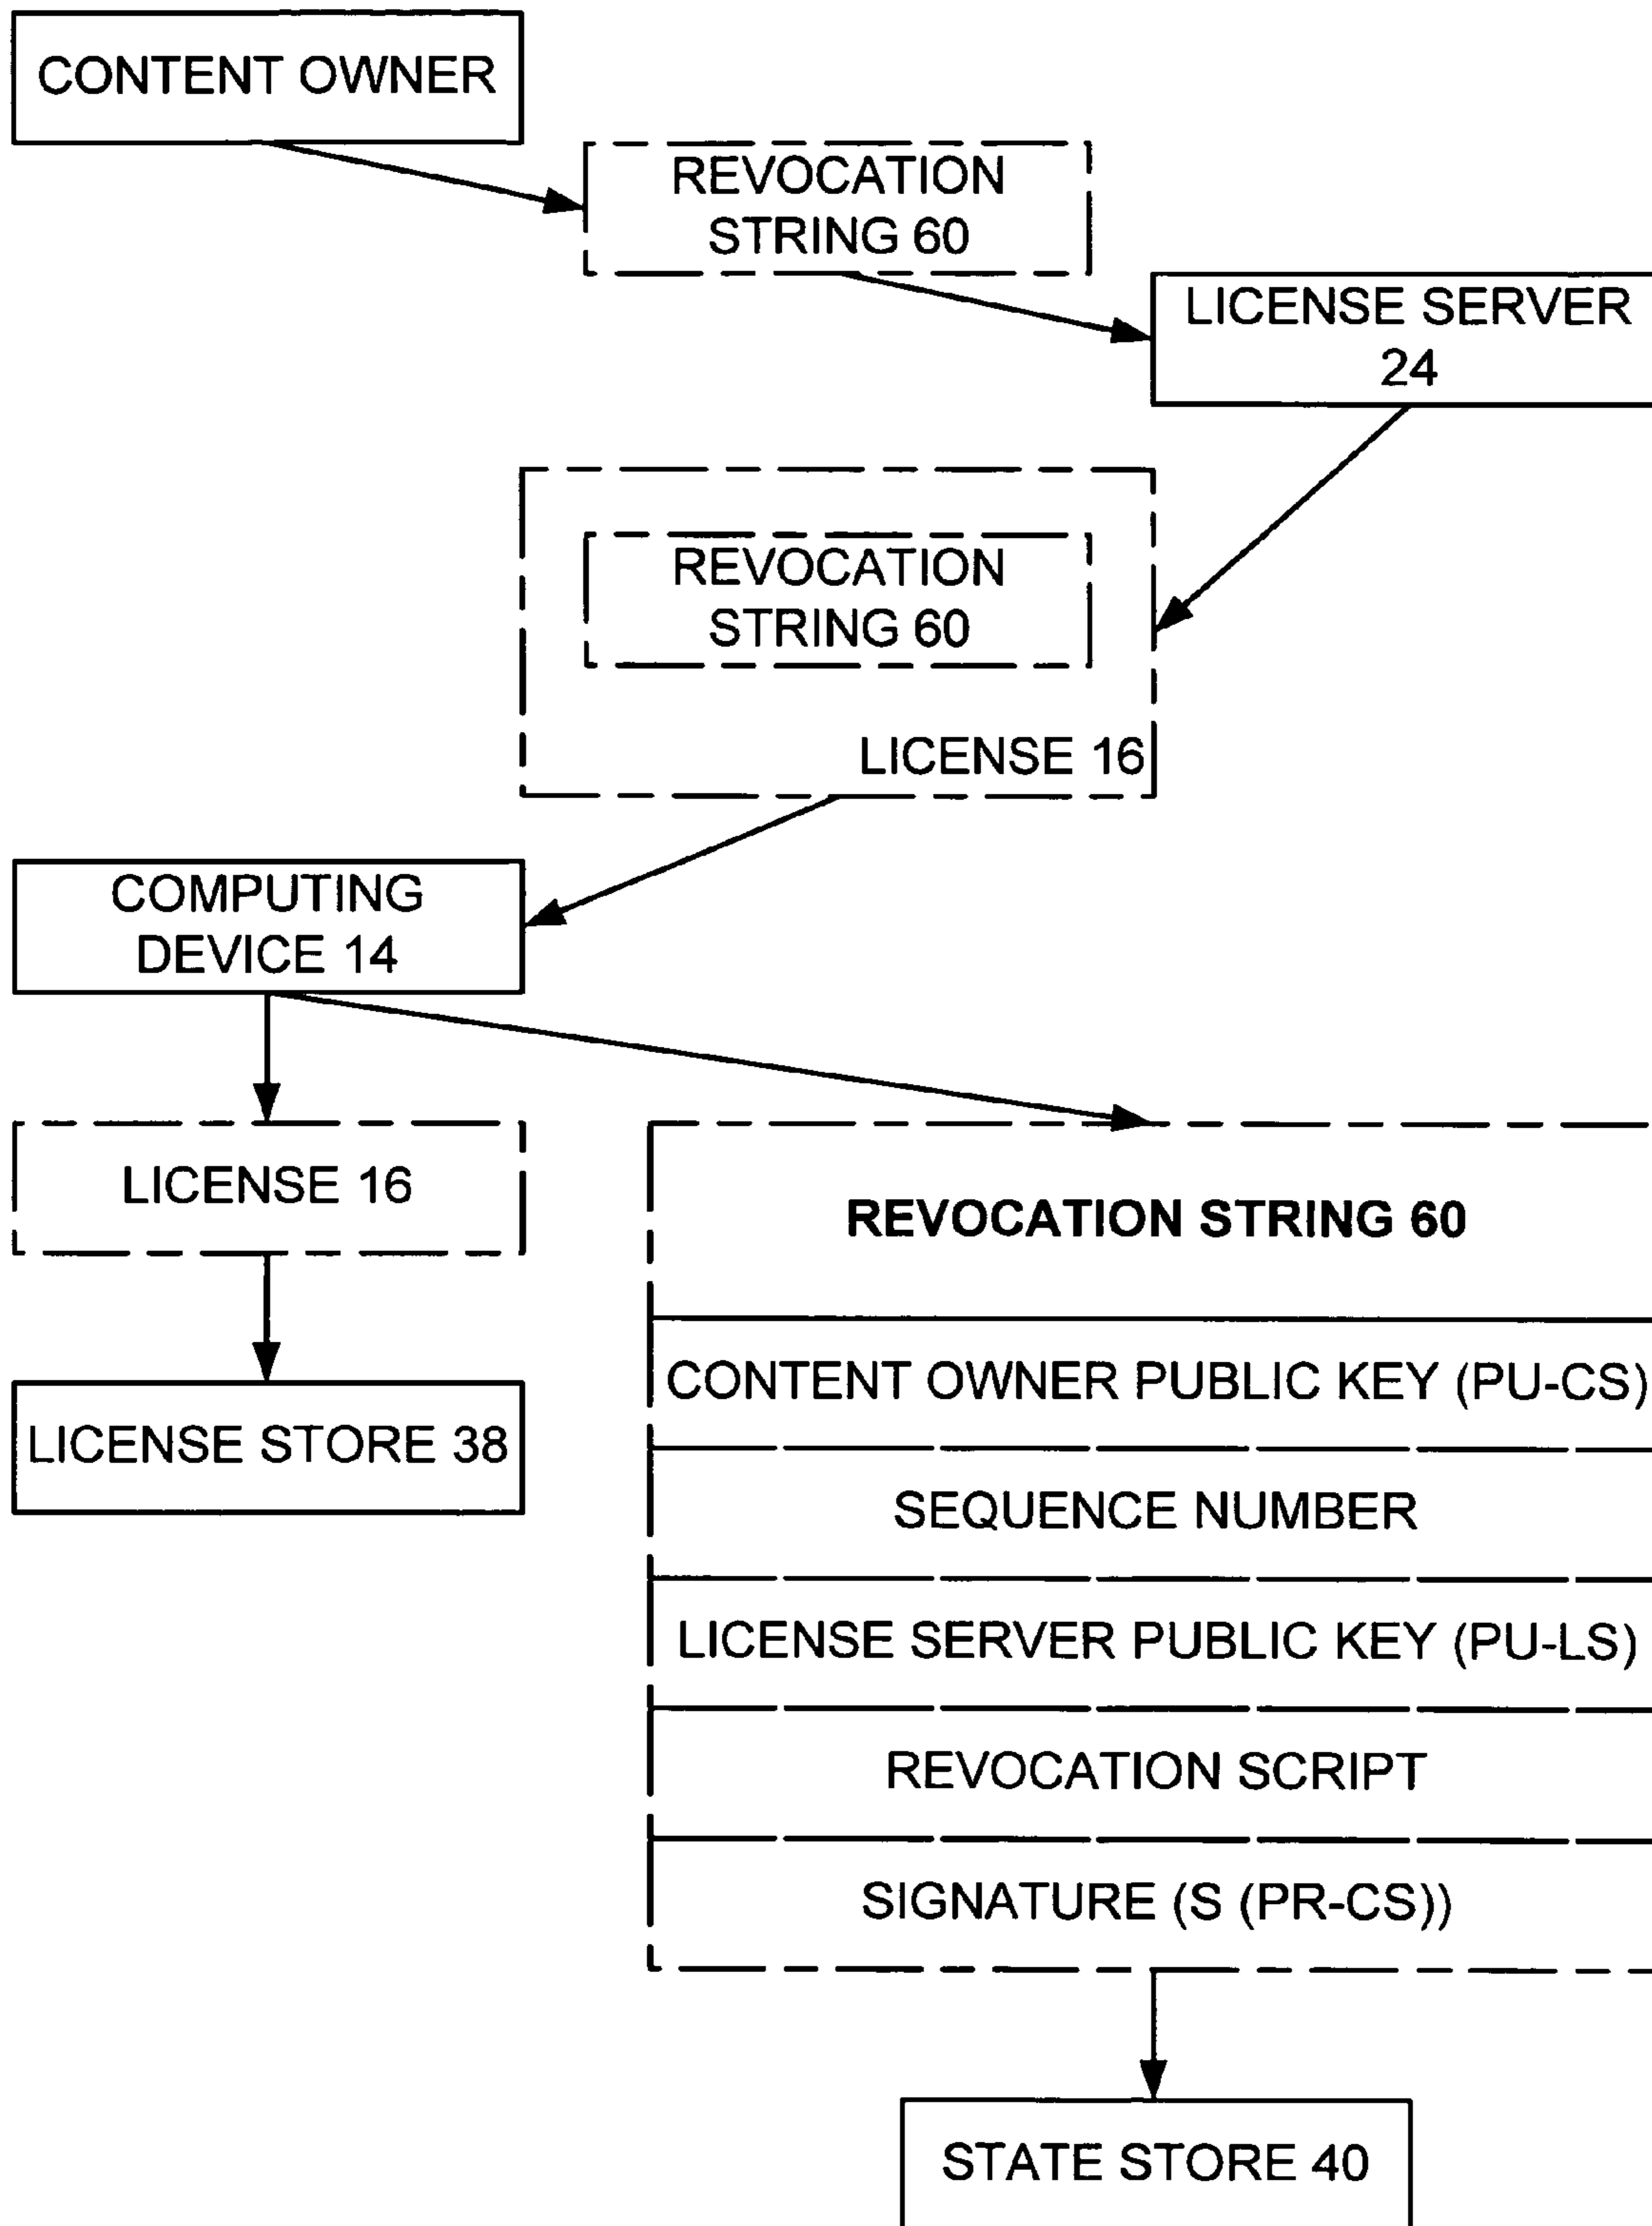 CONTENT OWNER
REVOCATION
STRING 60
LICENSE SERVER
24
REVOCATION
STRING 60
LICENSE 16
COMPUTING
DEVICE 14
LICENSE 16
REVOCATION STRING 60
CONTENT OWNER PUBLIC KEY (PU-CS)
LICENSE STORE 38
SEQUENCE NUMBER
LICENSE SERVER PUBLIC KEY (PU-LS)
REVOCATION SCRIPT
SIGNATURE (S (PR-CS))
STATE STORE 40